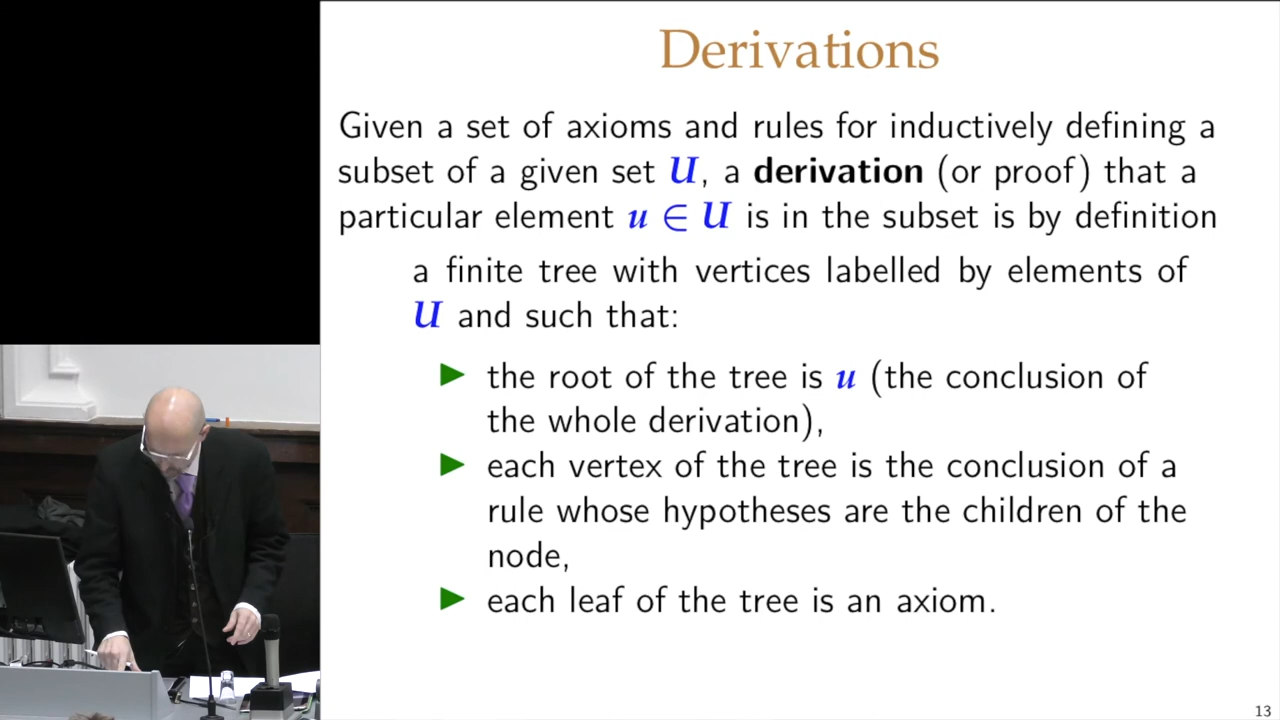 Derivations
Given a set of axioms and rules for inductively defining a
subset of a given set U, a derivation (or proof) that a
particular element u ∈ U is in the subset is by definition
a finite tree with vertices labelled by elements of
U and such that:
▶ the root of the tree is u (the conclusion of
the whole derivation),
▶ each vertex of the tree is the conclusion of a
rule whose hypotheses are the children of the
node,
▶ each leaf of the tree is an axiom.
13